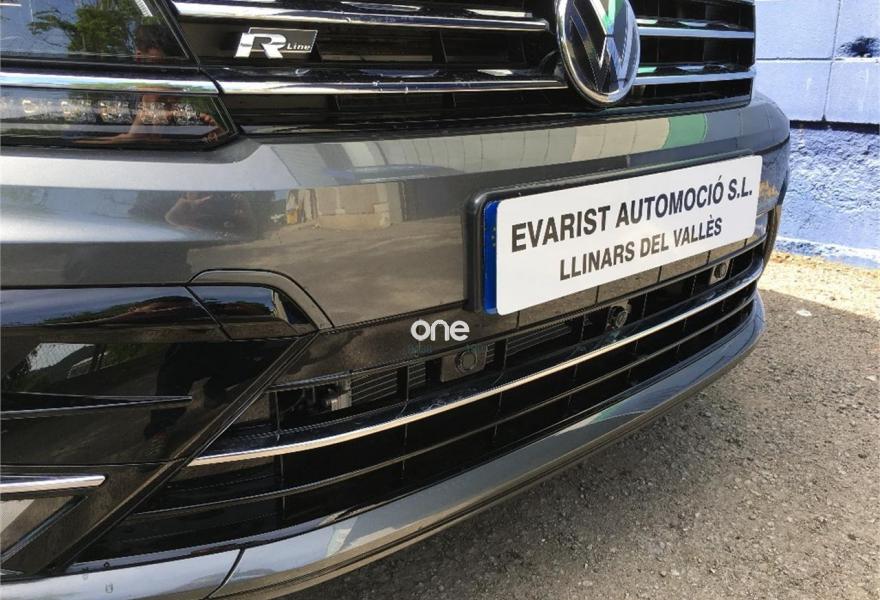 R Line
EVARIST AUTOMOCIÓ S.L.
LLINARS DEL VALLÈS
one